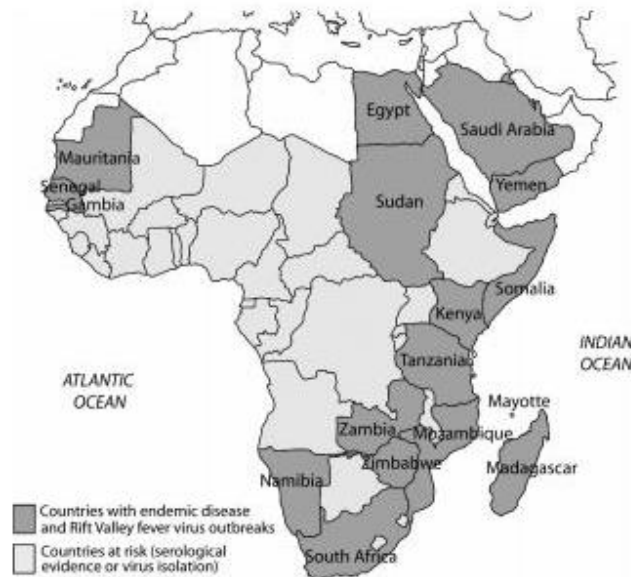 Egypt
Saudi Arabia
Mauritania
Yemen
Senegal
Gambia
Sudan
Somalia
Kenya
INDIAN
OCEAN
Tanzania
ATLANTIC
OCEAN
Mayotte
Zambia
Mozambique
Zimbabwe
Madagascar
Namibia
Countries with endemic disease
and Rift Valley fever virus outbreaks
Countries at risk (serological
evidence or virus isolation)
South Africa